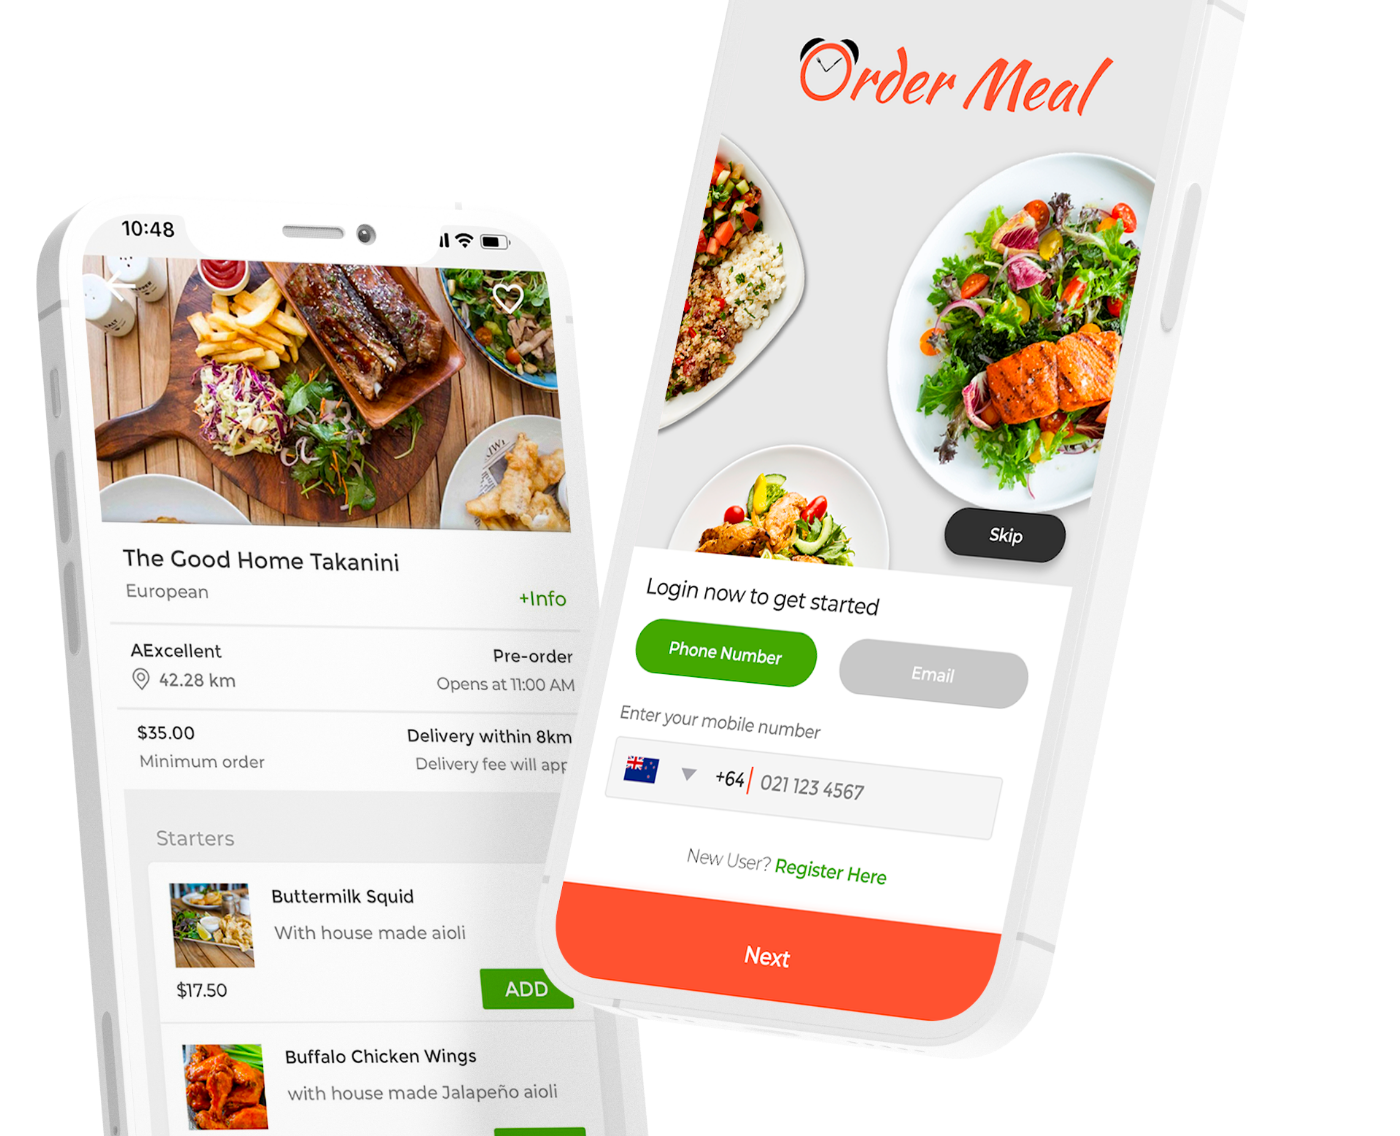 10:48
The Good Home Takanini
European
+Info
AExcellent
Pre-order
42.28 km
Opens at 11:00 AM
$35.00
Delivery within 8km
Minimum order
Delivery fee will app
Starters
Buttermilk Squid
With house made aioli
$17.50
ADD
Buffalo Chicken Wings
with house made Jalapeño aioli
Order Meal
Skip
Login now to get started
Phone Number
Email
Enter your mobile number
+64
021 123 4567
New User? Register Here
Next